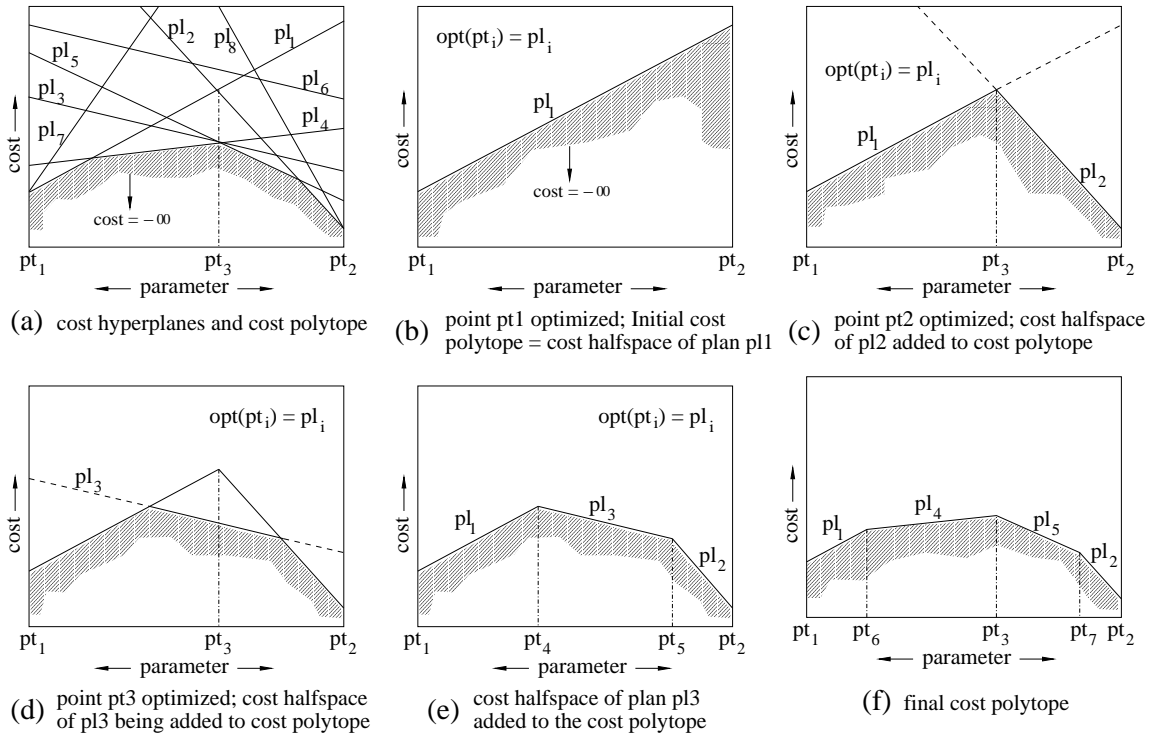 pl2
pl8
pl1
pl5
pl6
pl3
pl4
pl7
cost
cost = −00
pt1
pt3
pt2
parameter
(a) cost hyperplanes and cost polytope
opt(pti) = pli
pl1
cost
cost = −00
pt1
pt2
parameter
(b) point pt1 optimized; Initial cost
polytope = cost halfspace of plan pl1
opt(pti) = pli
pl1
pl2
cost
pt1
pt3
pt2
parameter
(c) point pt2 optimized; cost halfspace
of pl2 added to cost polytope
opt(pti) = pli
pl3
cost
pt1
pt3
pt2
parameter
(d) point pt3 optimized; cost halfspace
of pl3 being added to cost polytope
opt(pti) = pli
pl1
pl3
pl2
cost
pt1
pt4
pt5
pt2
parameter
(e) cost halfspace of plan pl3
added to the cost polytope
pl1
pl4
pl5
pl2
cost
pt1
pt6
pt3
pt7
pt2
parameter
(f) final cost polytope